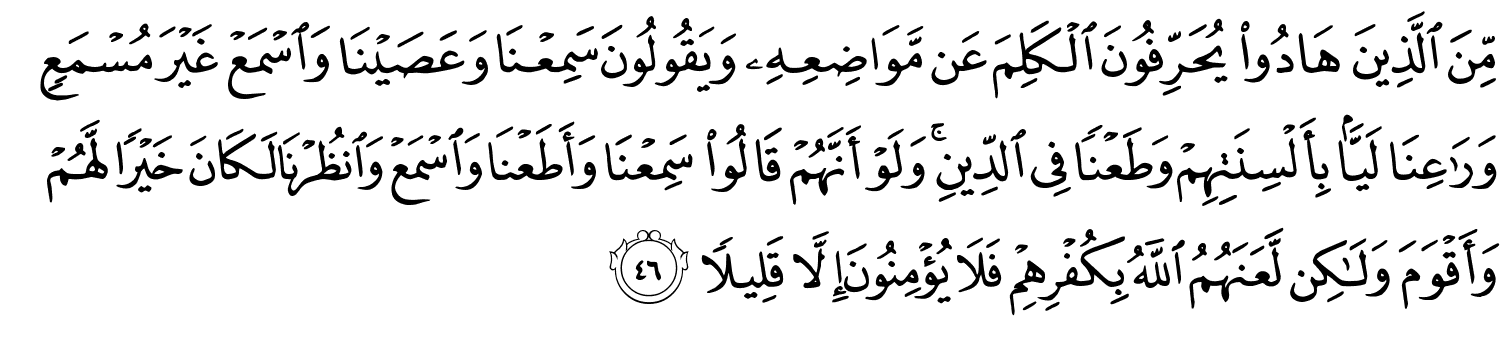 مِّنَ ٱلَّذِينَ هَادُوا۟ يُحَرِّفُونَ ٱلْكَلِمَ عَن مَّوَاضِعِهِۦ وَيَقُولُونَ سَمِعْنَا وَعَصَيْنَا وَٱسْمَعْ غَيْرَ مُسْمَعٍ
وَرَٰعِنَا لَيًّۢا بِأَلْسِنَتِهِمْ وَطَعْنًا فِى ٱلدِّينِ ۚ وَلَوْ أَنَّهُمْ قَالُوا۟ سَمِعْنَا وَأَطَعْنَا وَٱسْمَعْ وَٱنظُرْنَا لَكَانَ خَيْرًا لَّهُمْ
وَأَقْوَمَ وَلَـٰكِن لَّعَنَهُمُ ٱللَّهُ بِكُفْرِهِمْ فَلَا يُؤْمِنُونَ إِلَّا قَلِيلًا ٤٦